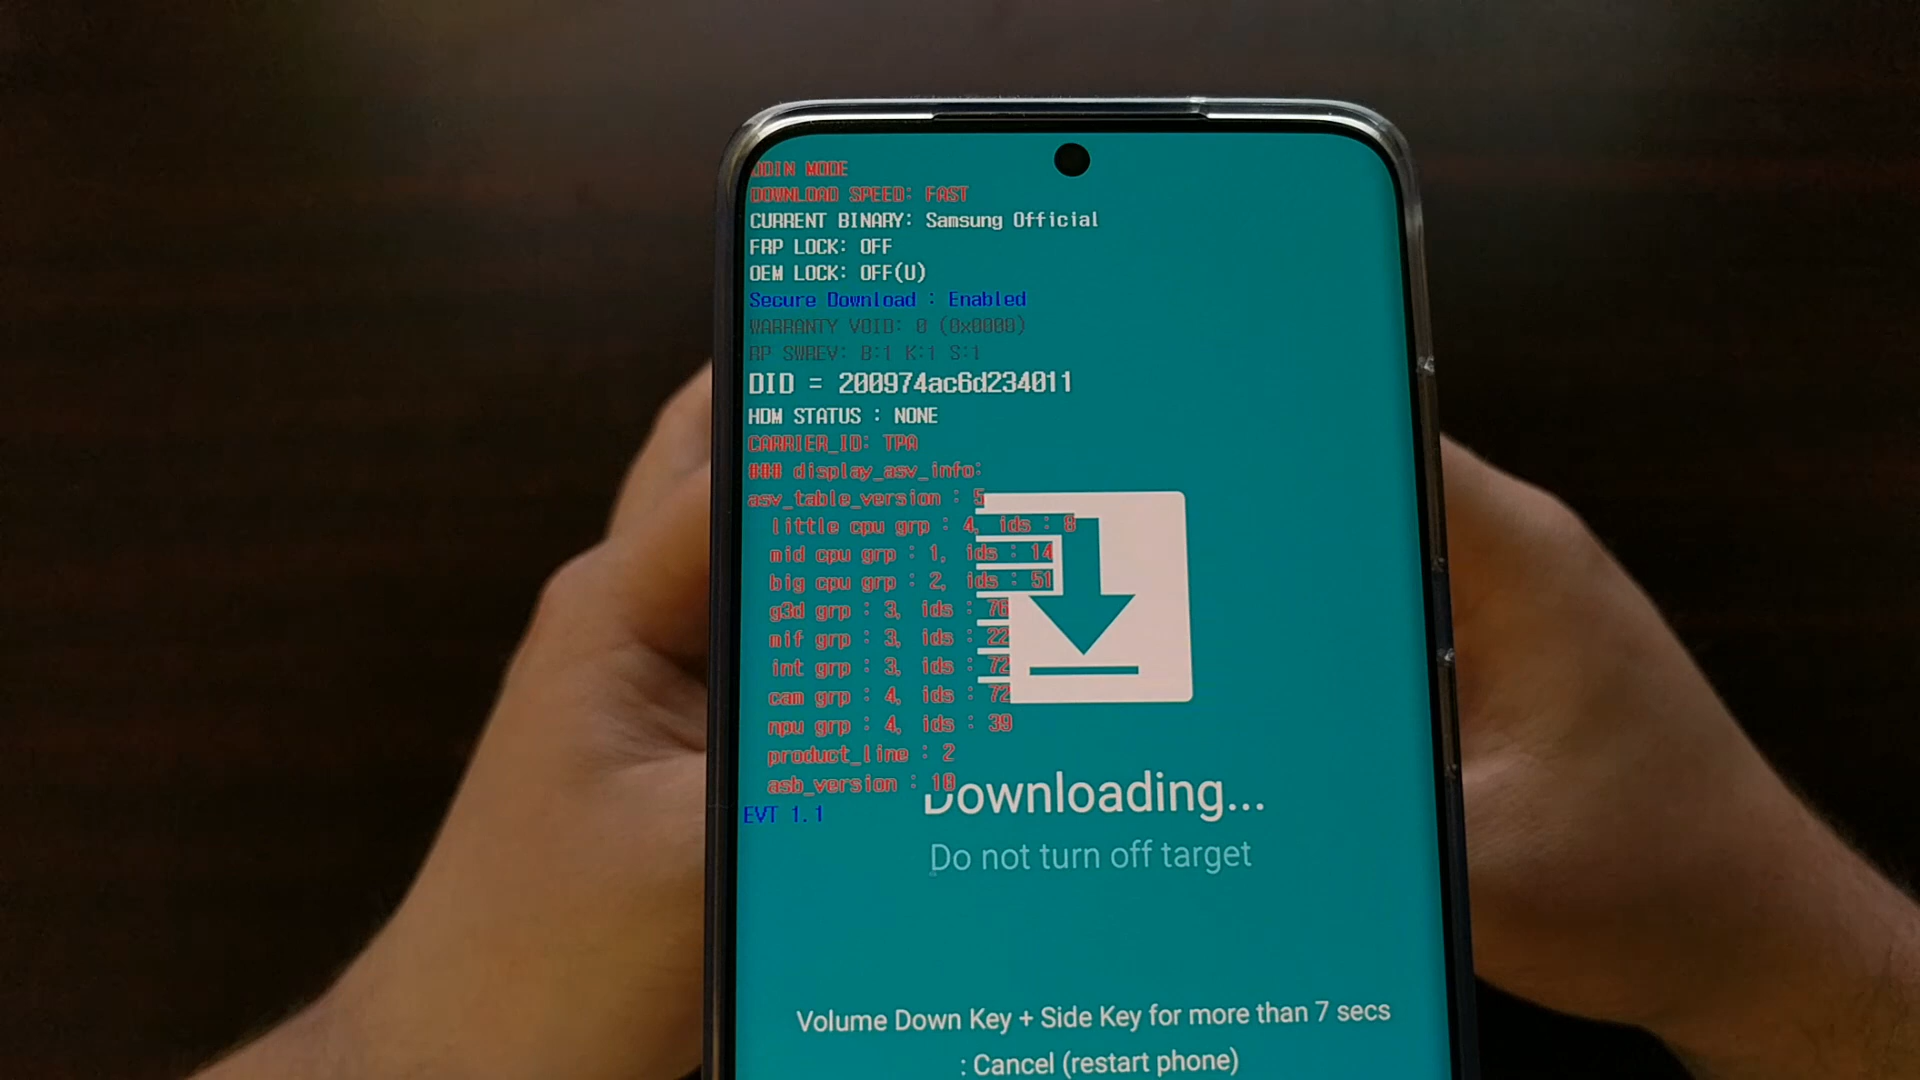 ODIN MODE
DOWNLOAD SPEED: FAST
CURRENT BINARY: Samsung Official
FRP LOCK: OFF
OEM LOCK: OFF(U)
Secure Download : Enabled
WARRANTY VOID: 0 (0x0000)
RP SWREV: B:1 K:1 S:1
DID = 200974ac6d234011
HDM STATUS : NONE
CARRIER_ID: TPA
### display_asv_info:
asv_table_version : 5
little cpu grp : 4, ids : 8
mid cpu grp : 1, ids : 14
big cpu grp : 2, ids : 51
g3d grp : 3, ids : 76
mif grp : 3, ids : 22
int grp : 3, ids : 72
cam grp : 4, ids : 72
npu grp : 4, ids : 39
product_line : 2
asb_version : 10
EVT 1.1
Downloading...
Do not turn off target
Volume Down Key + Side Key for more than 7 secs
: Cancel (restart phone)